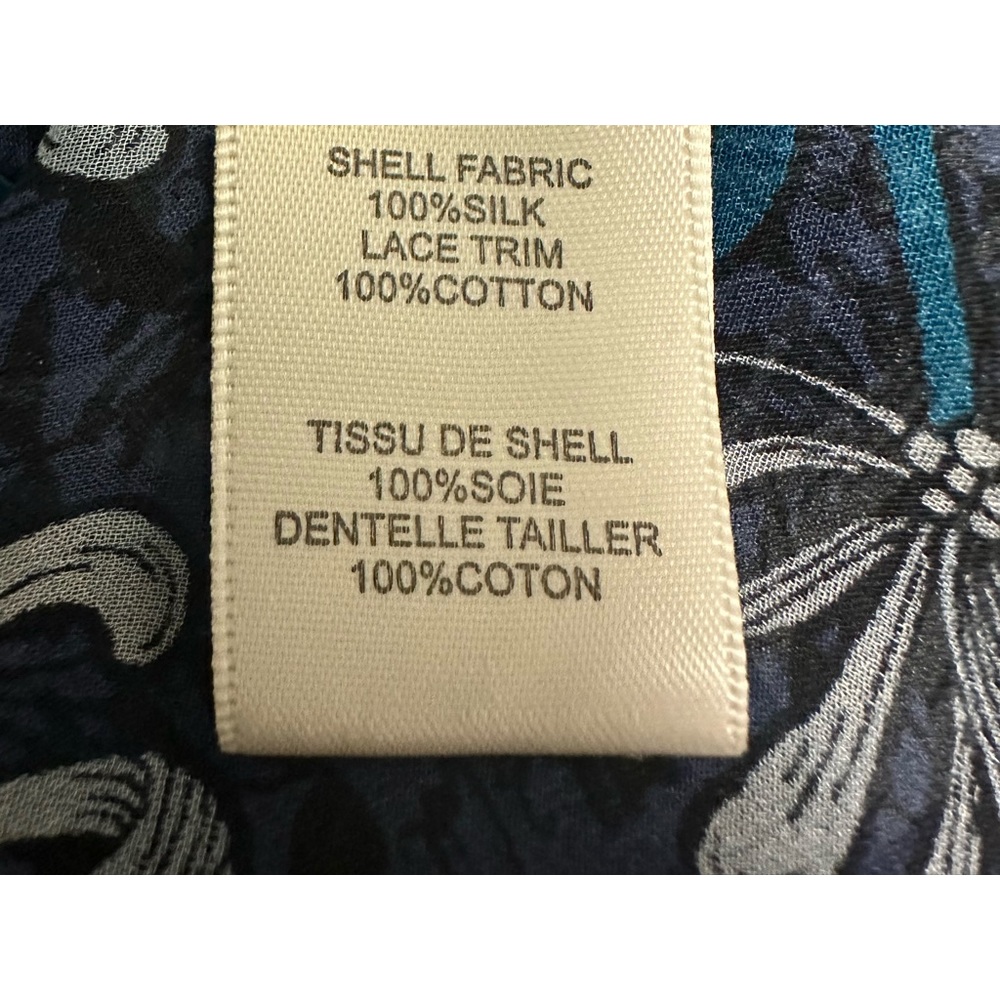 SHELL FABRIC
100%SILK
LACE TRIM
100%COTTON
TISSU DE SHELL
100%SOIE
DENTELLE TAILLER
100%COTON